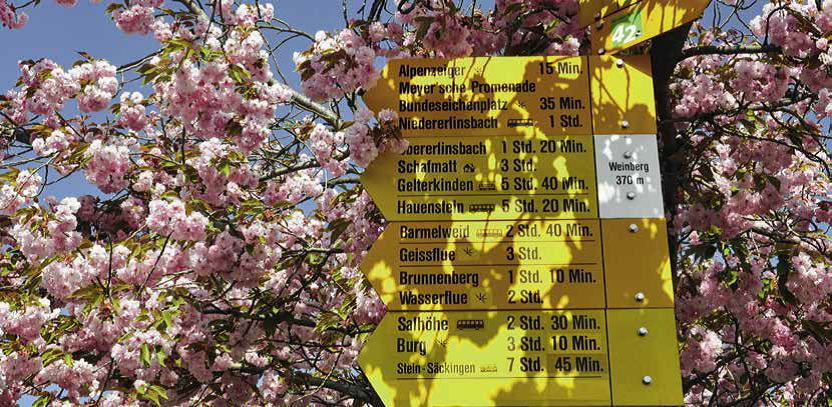 42
Alpenzeiger 15 Min.
Meyer'sche Promenade
Bundeseichenplatz 35 Min.
Niedererlinsbach 1 Std.
Obererlinsbach 1 Std. 20 Min.
Schafmatt 3 Std.
Gelterkinden 5 Std. 40 Min.
Hauenstein 5 Std. 20 Min.
Weinberg
370 m
Barmelweid 2 Std. 40 Min.
Geissflue 3 Std.
Brunnenberg 1 Std. 10 Min.
Wasserflue 2 Std.
Salhöhe 2 Std. 30 Min.
Burg 3 Std. 10 Min.
Stein-Säckingen 7 Std. 45 Min.